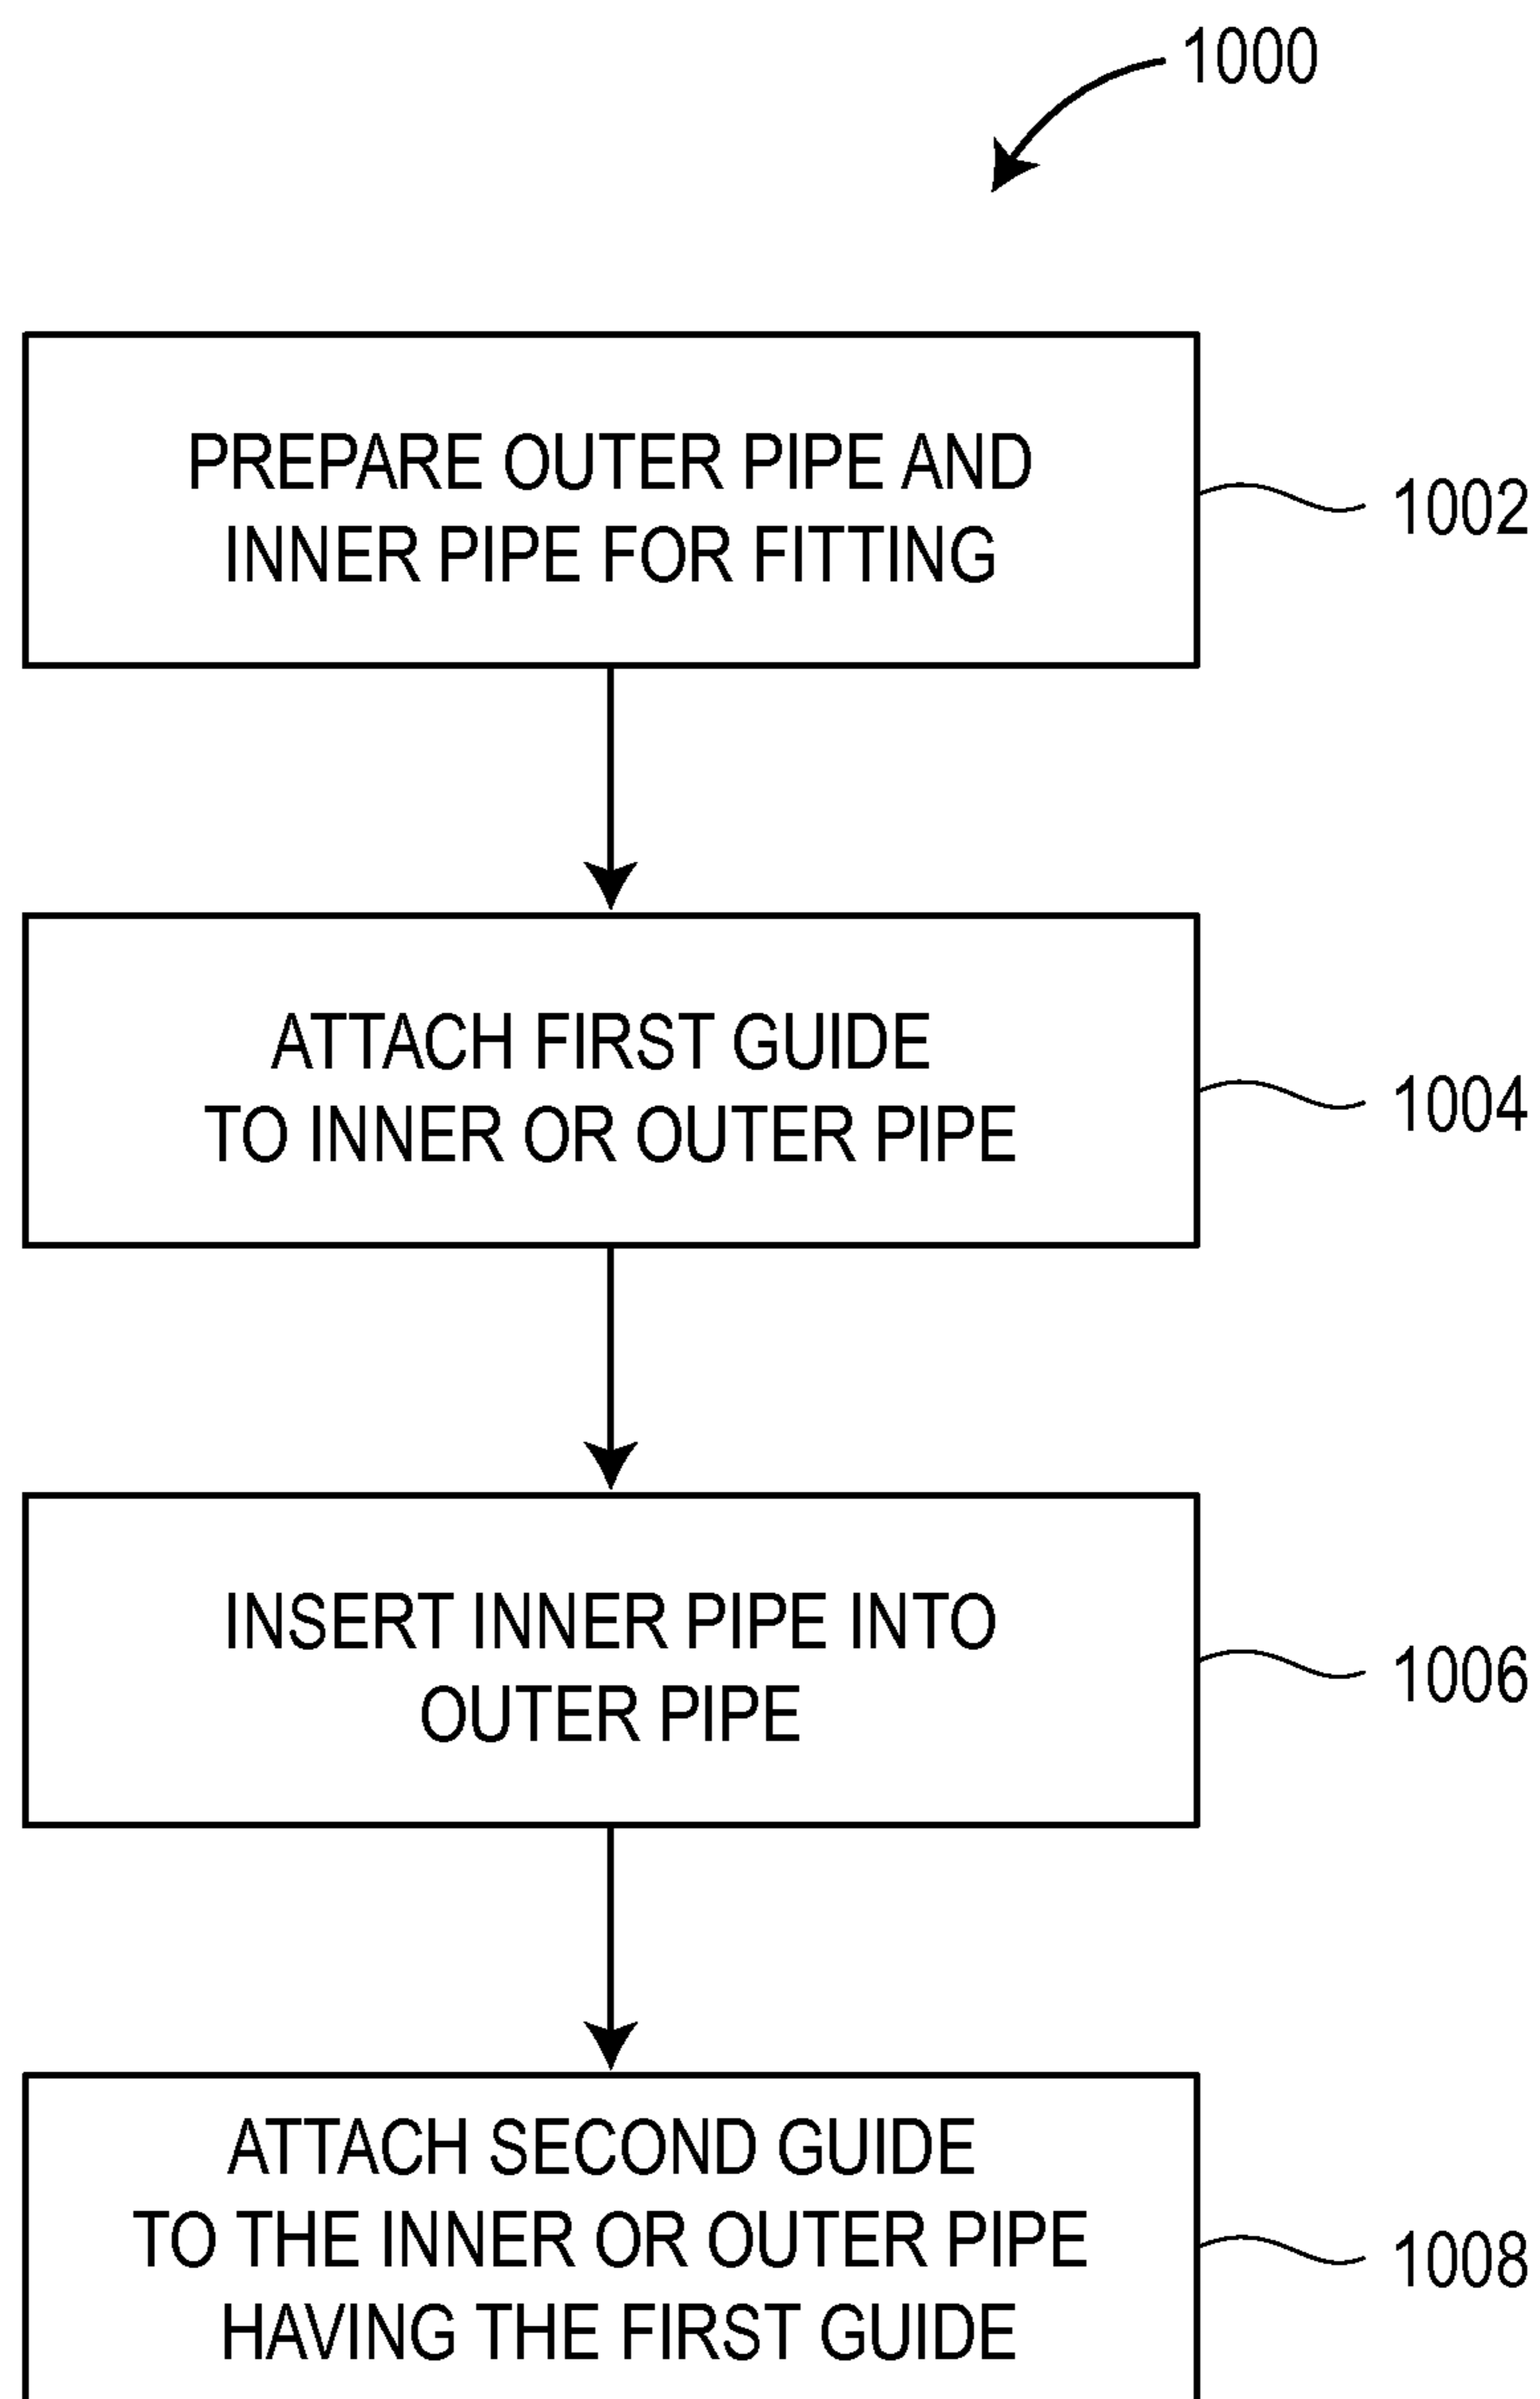 1000
PREPARE OUTER PIPE AND
INNER PIPE FOR FITTING
1002
ATTACH FIRST GUIDE
TO INNER OR OUTER PIPE
1004
INSERT INNER PIPE INTO
OUTER PIPE
1006
ATTACH SECOND GUIDE
TO THE INNER OR OUTER PIPE
HAVING THE FIRST GUIDE
1008